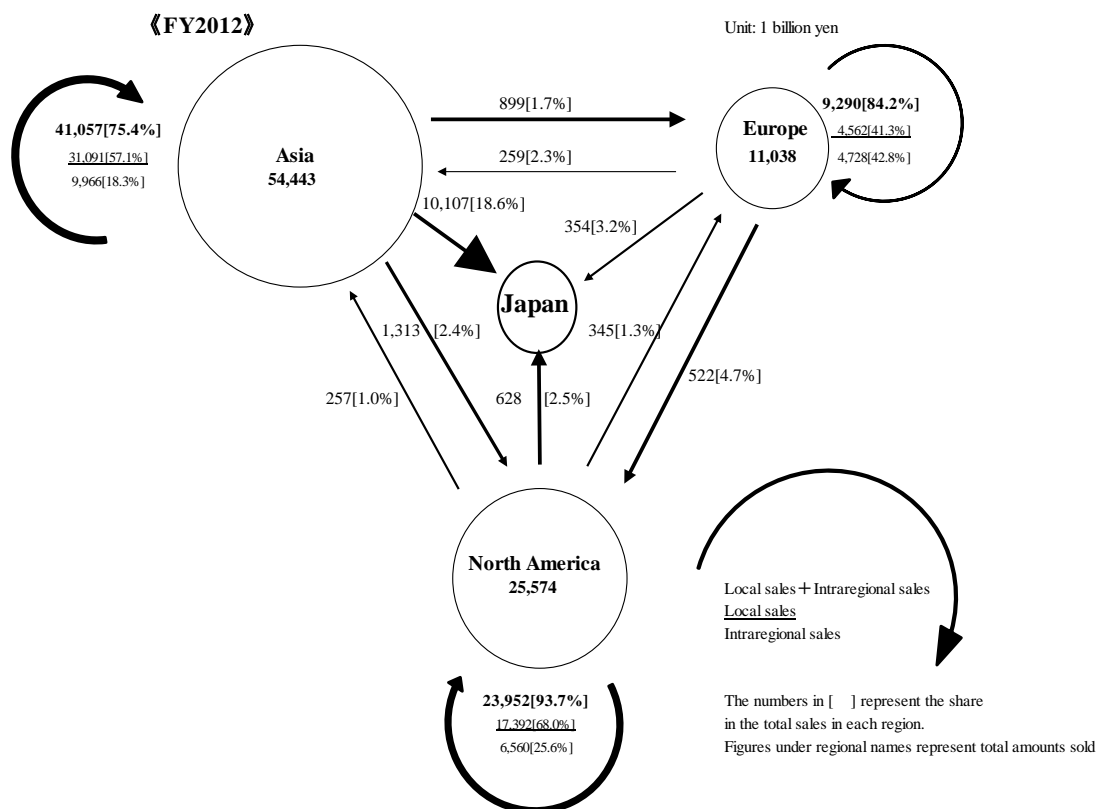 《FY2012》
Unit: 1 billion yen
899[1.7%]
41,057[75.4%]
31,091[57.1%]
9,966[18.3%]
Asia
54,443
259[2.3%]
Europe
11,038
9,290[84.2%]
4,562[41.3%]
4,728[42.8%]
10,107[18.6%]
354[3.2%]
Japan
1,313 [2.4%]
345[1.3%]
522[4.7%]
257[1.0%]
628 [2.5%]
North America
25,574
Local sales＋Intraregional sales
Local sales
Intraregional sales
23,952[93.7%]
17,392[68.0%]
6,560[25.6%]
The numbers in [ ] represent the share
in the total sales in each region.
Figures under regional names represent total amounts sold